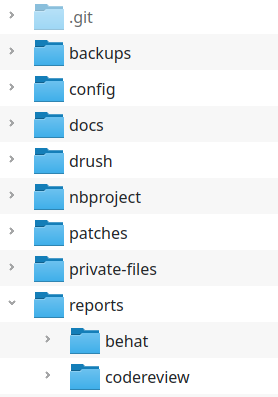 .git
backups
config
docs
drush
nbproject
patches
private-files
reports
behat
codereview